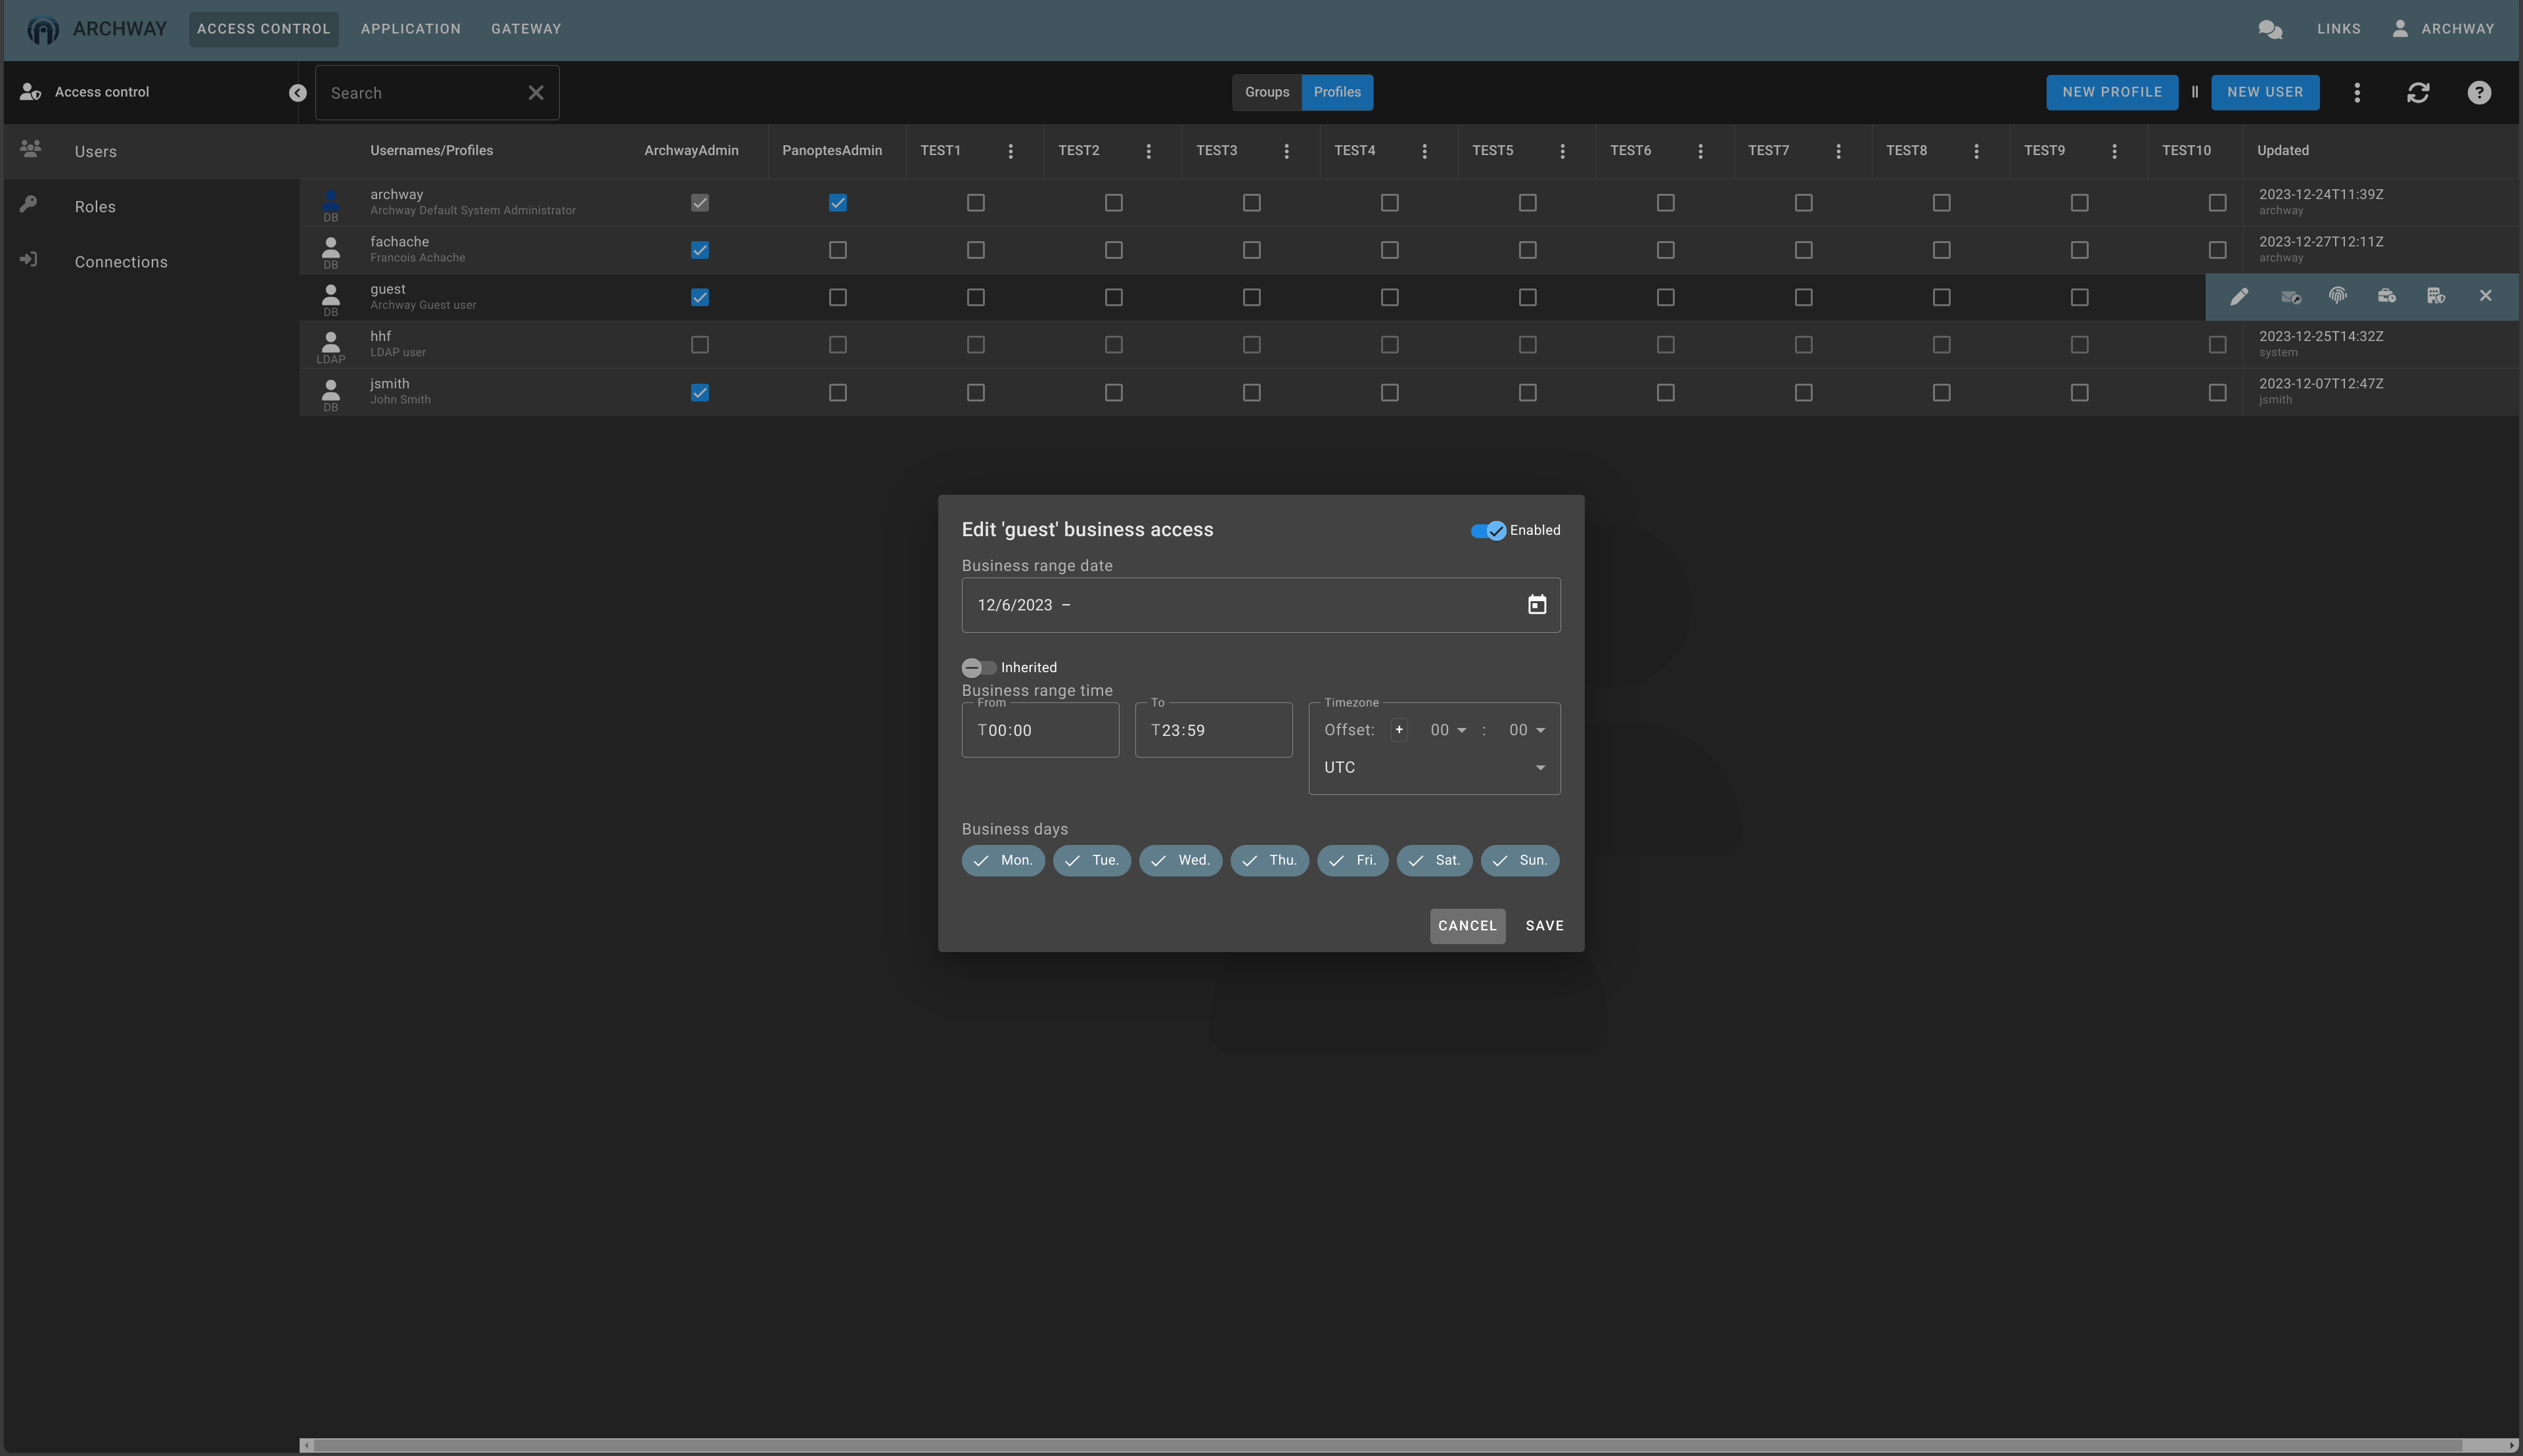 ARCHWAY ACCESS CONTROL APPLICATION GATEWAY LINKS ARCHWAY
Access control Search Groups Profiles NEW PROFILE NEW USER
Users
Roles
Connections
Usernames/Profiles ArchwayAdmin PanoptesAdmin TEST1 TEST2 TEST3 TEST4 TEST5 TEST6 TEST7 TEST8 TEST9 TEST10 Updated
archway 2023-12-24T11:39Z
DB Archway Default System Administrator archway
fachache 2023-12-27T12:11Z
DB Francois Achache archway
guest
DB Archway Guest user
hhf 2023-12-25T14:32Z
LDAP LDAP user system
jsmith 2023-12-07T12:47Z
DB John Smith jsmith
Edit 'guest' business access Enabled
Business range date
12/6/2023 –
Inherited
Business range time
From To Timezone
T00:00 T23:59 Offset: + 00 : 00
UTC
Business days
Mon. Tue. Wed. Thu. Fri. Sat. Sun.
CANCEL SAVE